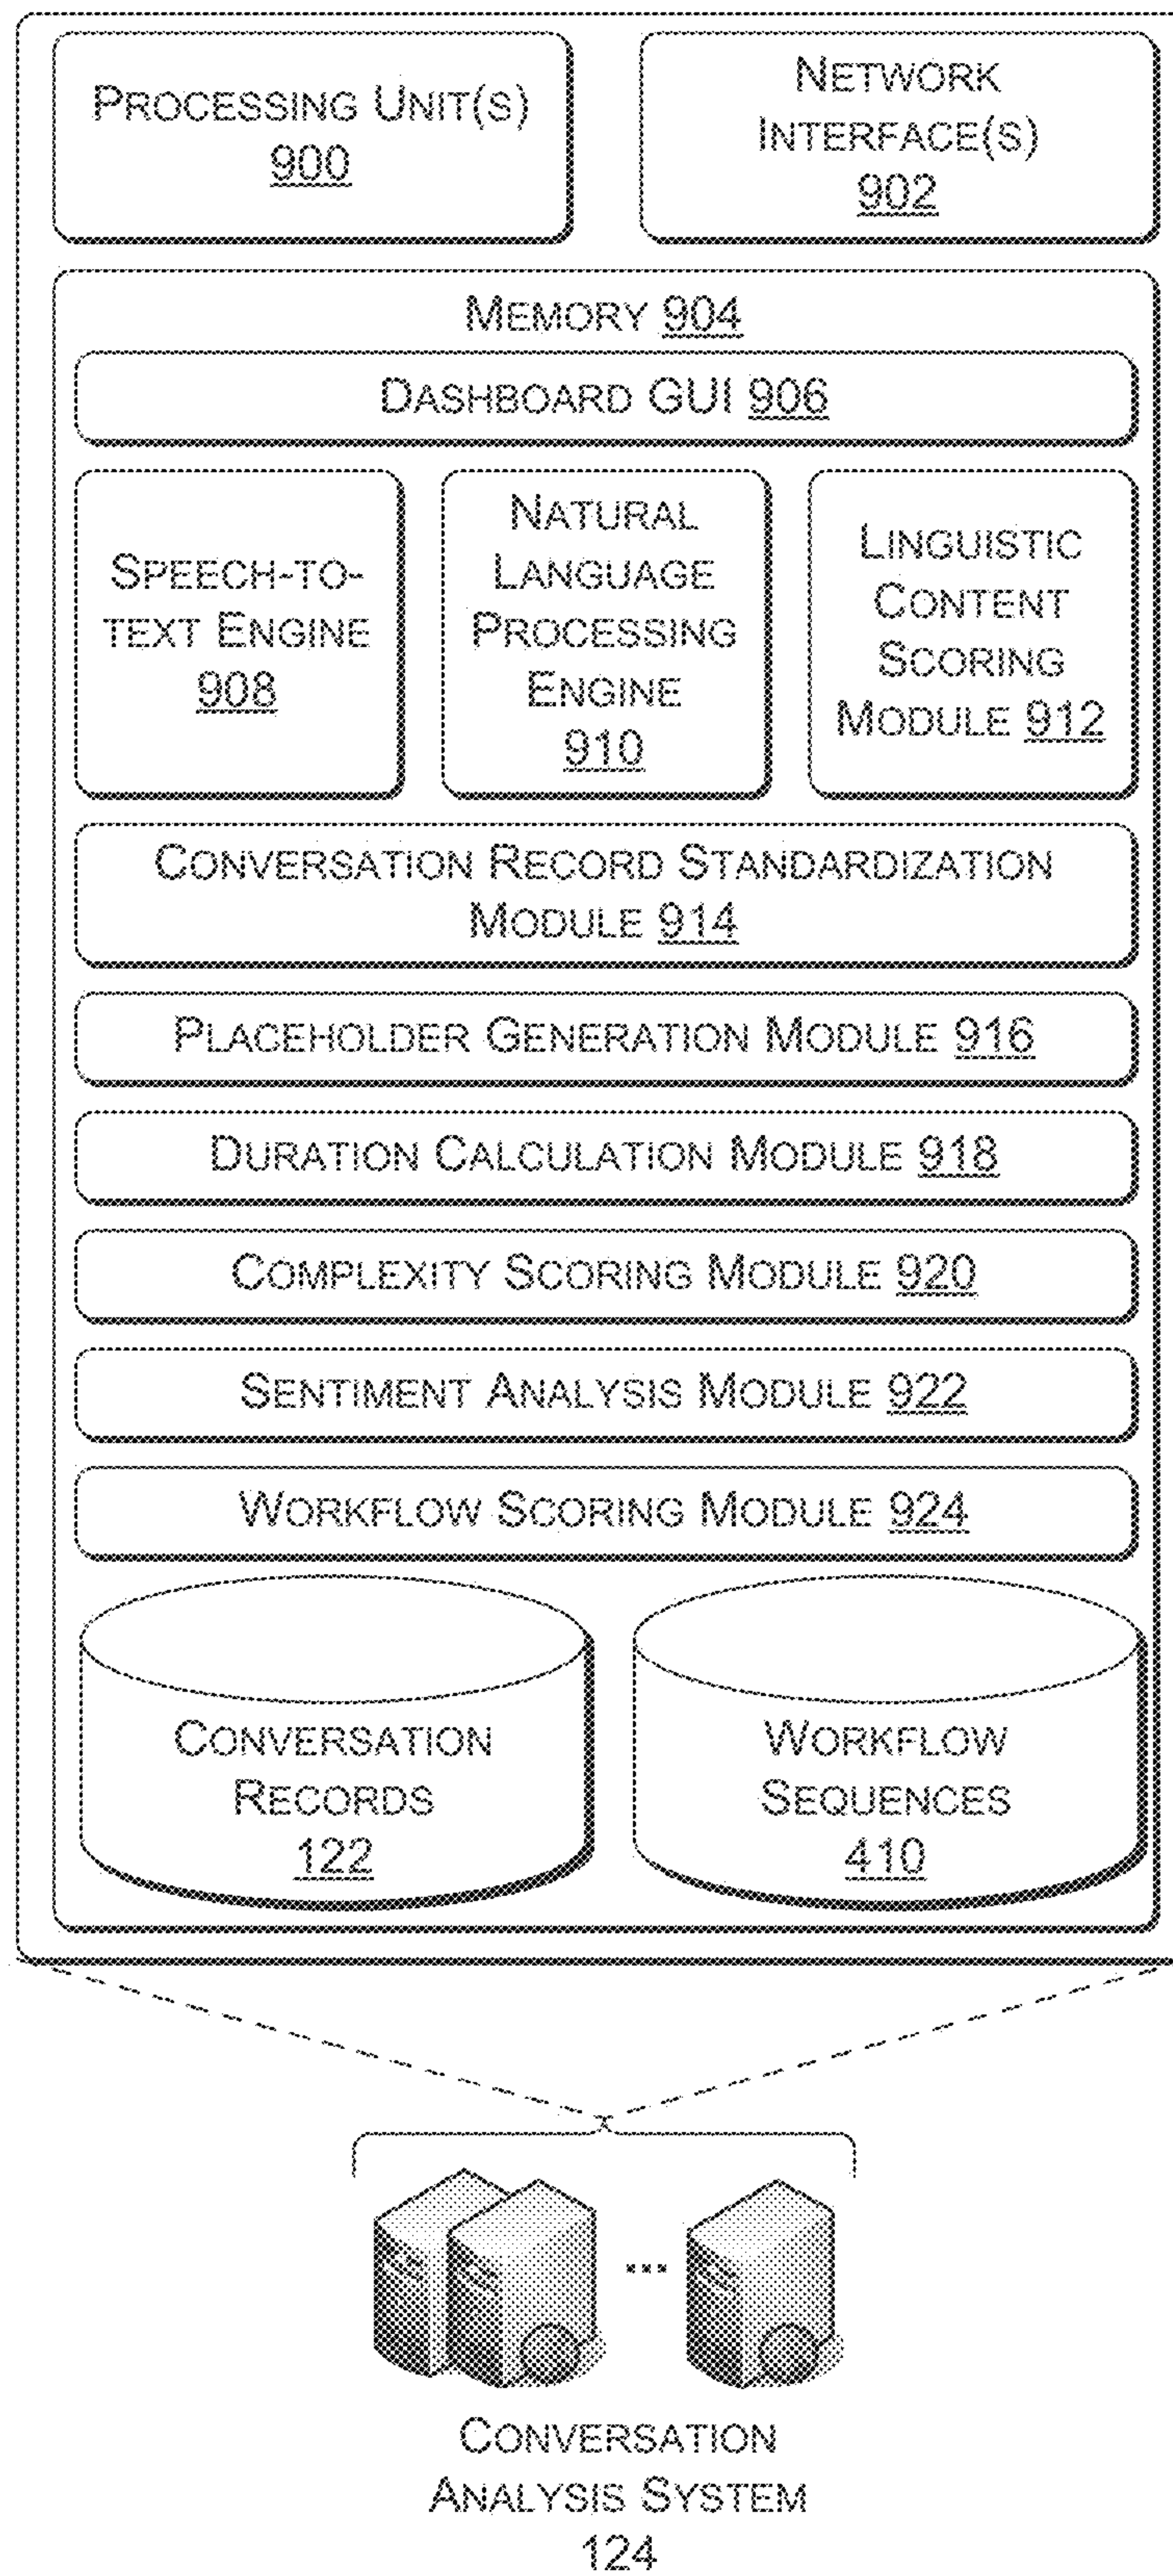 PROCESSING UNIT(S)
900
NETWORK
INTERFACE(S)
902
MEMORY 904
DASHBOARD GUI 906
SPEECH-TO-
TEXT ENGINE
908
NATURAL
LANGUAGE
PROCESSING
ENGINE
910
LINGUISTIC
CONTENT
SCORING
MODULE 912
CONVERSATION RECORD STANDARDIZATION
MODULE 914
PLACEHOLDER GENERATION MODULE 916
DURATION CALCULATION MODULE 918
COMPLEXITY SCORING MODULE 920
SENTIMENT ANALYSIS MODULE 922
WORKFLOW SCORING MODULE 924
CONVERSATION
RECORDS
122
WORKFLOW
SEQUENCES
410
...
CONVERSATION
ANALYSIS SYSTEM
124